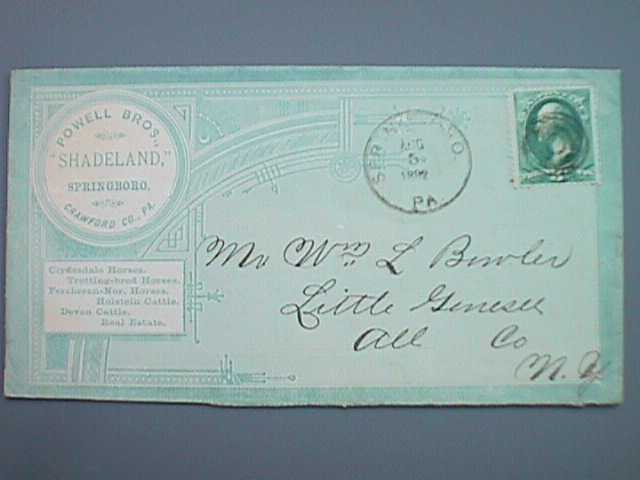 POWELL BROS.,
"SHADELAND,"
SPRINGBORO,
CRAWFORD CO., PA.
Clydesdale Horses.
Trotting-bred Horses.
Percheron-Nor. Horses.
Holstein Cattle.
Devon Cattle.
Real Estate.
AUG
PA.
Mr Wm L Bowler
Little Genesee
All Co
N.Y